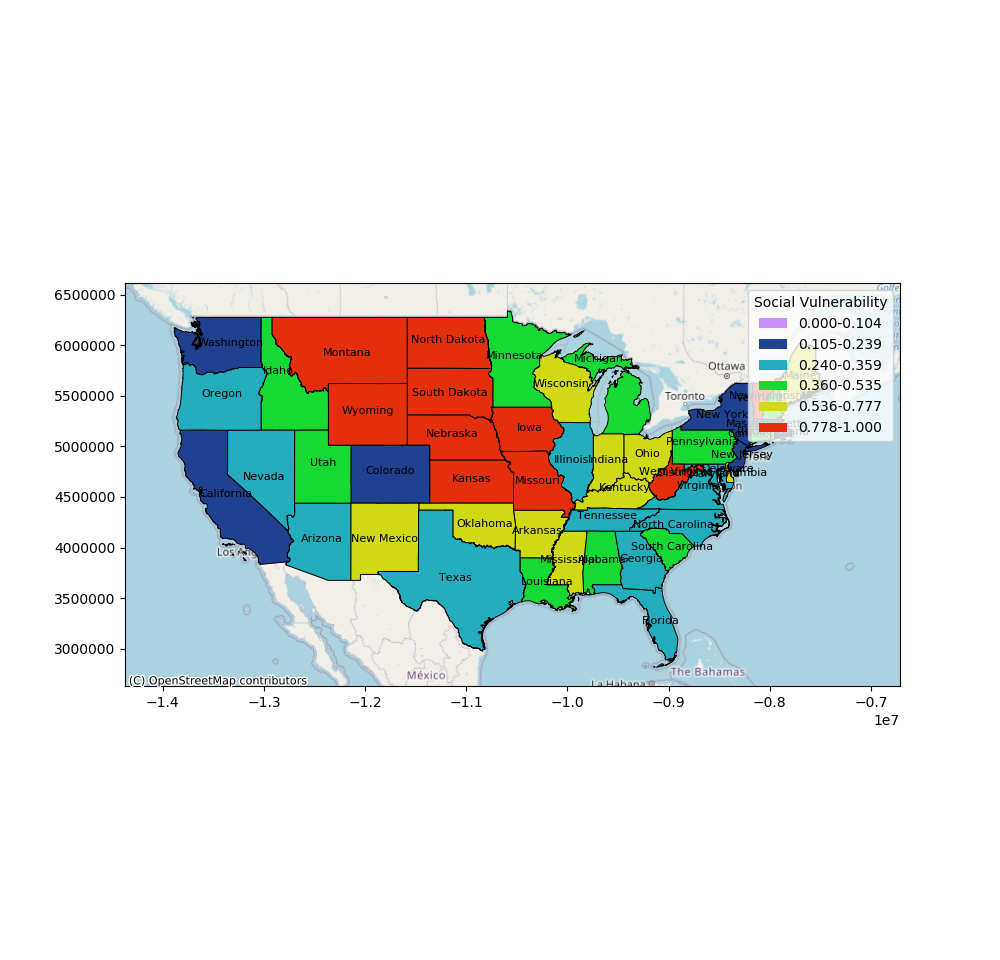 Social Vulnerability
0.000-0.104
0.105-0.239
0.240-0.359
0.360-0.535
0.536-0.777
0.778-1.000
6500000
6000000
5500000
5000000
4500000
4000000
3500000
3000000
Washington
Montana
North Dakota
Minnesota
Michigan
Ottawa
Maine
Idaho
Oregon
Wyoming
South Dakota
Wisconsin
Toronto
New York
Nebraska
Iowa
Pennsylvania
New Jersey
Utah
Colorado
Nevada
Kansas
Missouri
Illinois
Indiana
Ohio
Delaware
California
Kentucky
Virginia
Los Ang
Arizona
New Mexico
Oklahoma
Arkansas
Tennessee
North Carolina
South Carolina
Texas
Louisiana
Mississippi
Alabama
Georgia
Florida
México
The Bahamas
La Habana
(C) OpenStreetMap contributors
−1.4 −1.3 −1.2 −1.1 −1.0 −0.9 −0.8 −0.7
1e7